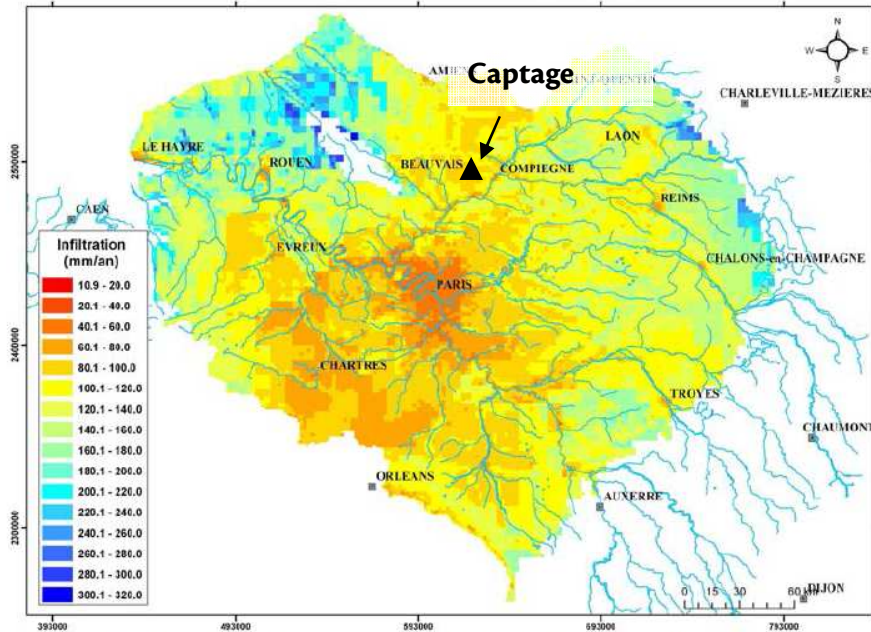 N
W E
S
AMIEN
Captage
CHARLEVILLE-MEZIERES
LAON
LE HAVRE
ROUEN
BEAUVAIS
COMPIEGNE
REIMS
CAEN
EVREUX
CHALONS-en-CHAMPAGNE
PARIS
CHARTRES
TROYES
CHAUMONT
ORLEANS
AUXERRE
DIJON
Infiltration
(mm/an)
10.9 - 20.0
20.1 - 40.0
40.1 - 60.0
60.1 - 80.0
80.1 - 100.0
100.1 - 120.0
120.1 - 140.0
140.1 - 160.0
160.1 - 180.0
180.1 - 200.0
200.1 - 220.0
220.1 - 240.0
240.1 - 260.0
260.1 - 280.0
280.1 - 300.0
300.1 - 320.0
0 15 30 60 km
2500000
2400000
2300000
393000 493000 593000 693000 793000